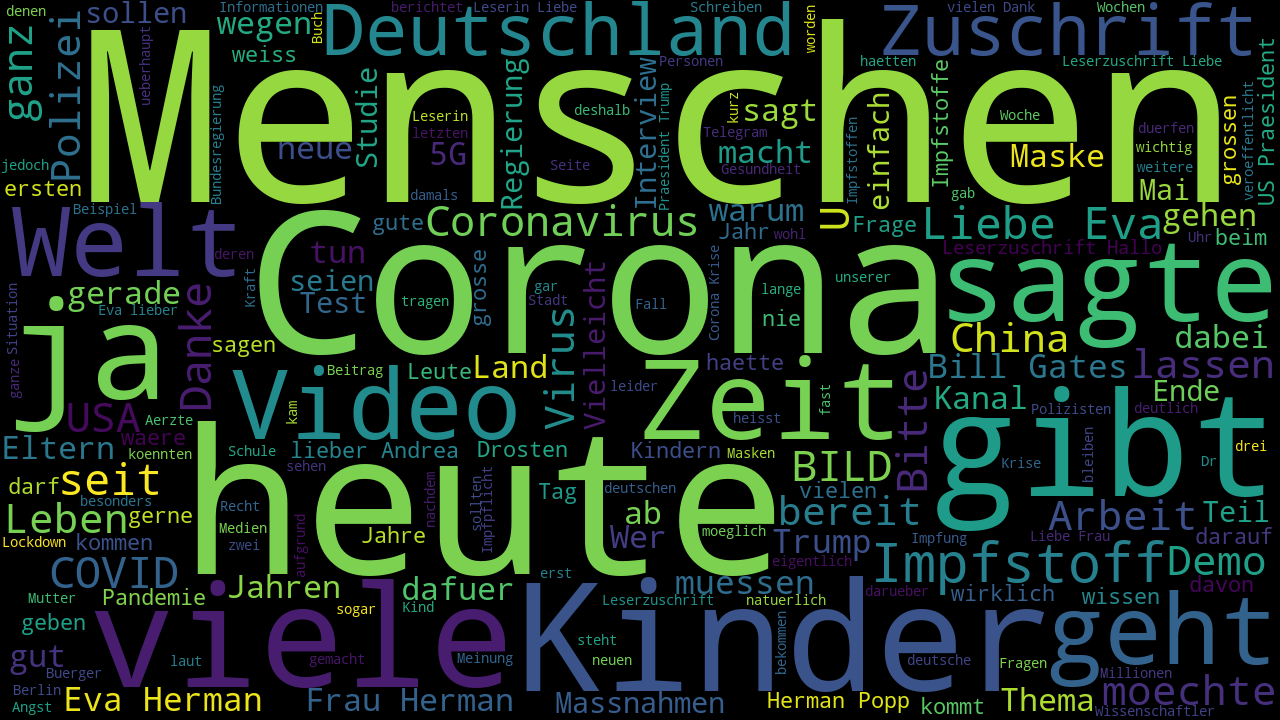 denen
sollen
Informationen
berichtet
Leserin Liebe
Schreiben
vielen Dank
Wochen
ganz
Polizei
wegen
Buch
Deutschland
worden
Zuschrift
weiss
ueberhaupt
Menschen
Bundesregierung
neue
Studie
Leserin
letzten
5G
Regierung
deshalb
Seite
Interview
Personen
Praesident Trump
kurz
sagt
Telegram
macht
Gesundheit
haetten
einfach
Impfstoffen
Impfstoffe
Leserzuschrift Liebe
Woche
Maske
duerfen
wichtig
weitere
Mai
grossen
veroeffentlicht
US Praesident
jedoch
ersten
damals
gab
Welt
Beispiel
deren
gute
Coronavirus
warum
Jahr
wohl
U
Frage
Liebe Eva
gehen
Uhr
beim
Leserzuschrift Hallo
tun
seien
Test
Kraft
Corona
tragen
grosse
gar
Stadt
Fall
Corona Krise
lange
nie
unserer
sagte
gerade
Eva lieber
Danke
ganze
Situation
ja
sagen
China
dabei
Video
Beitrag
Leute
Land
Virus
Vielleicht
leider
haette
Zeit
heisst
fast
Bill Gates
lassen
Bitte
Kanal
Ende
Polizisten
deutlich
USA
Aerzte
kam
Eltern
waere
koennten
Schule
lieber Andrea
Drosten
Kindern
Masken
BILD
gibt
drei
Krise
bleiben
Dr
darf
seit
besonders
heute
sehen
Tag
deutschen
vielen
bereit
Leben
gerne
Recht
Medien
zwei
aufgrund
Jahre
nachdem
sollten
Impfpflicht
ab
Wer
moeglich
Arbeit
Teil
Lockdown
kommen
Trump
eigentlich
Impfung
Liebe Frau
darauf
COVID
Jahren
dafuer
erst
muessen
Impfstoff
Demo
Mutter
Pandemie
viele
sogar
Kind
Leserzuschrift
natuerlich
darueber
wirklich
wissen
davon
geben
steht
Kinder
bekommen
geht
gut
Buerger
laut
gemacht
Meinung
neuen
deutsche
Fragen
Millionen
Berlin
Angst
Eva Herman
Frau Herman
Massnahmen
Herman Popp
kommt
Thema
moechte
Wissenschaftler